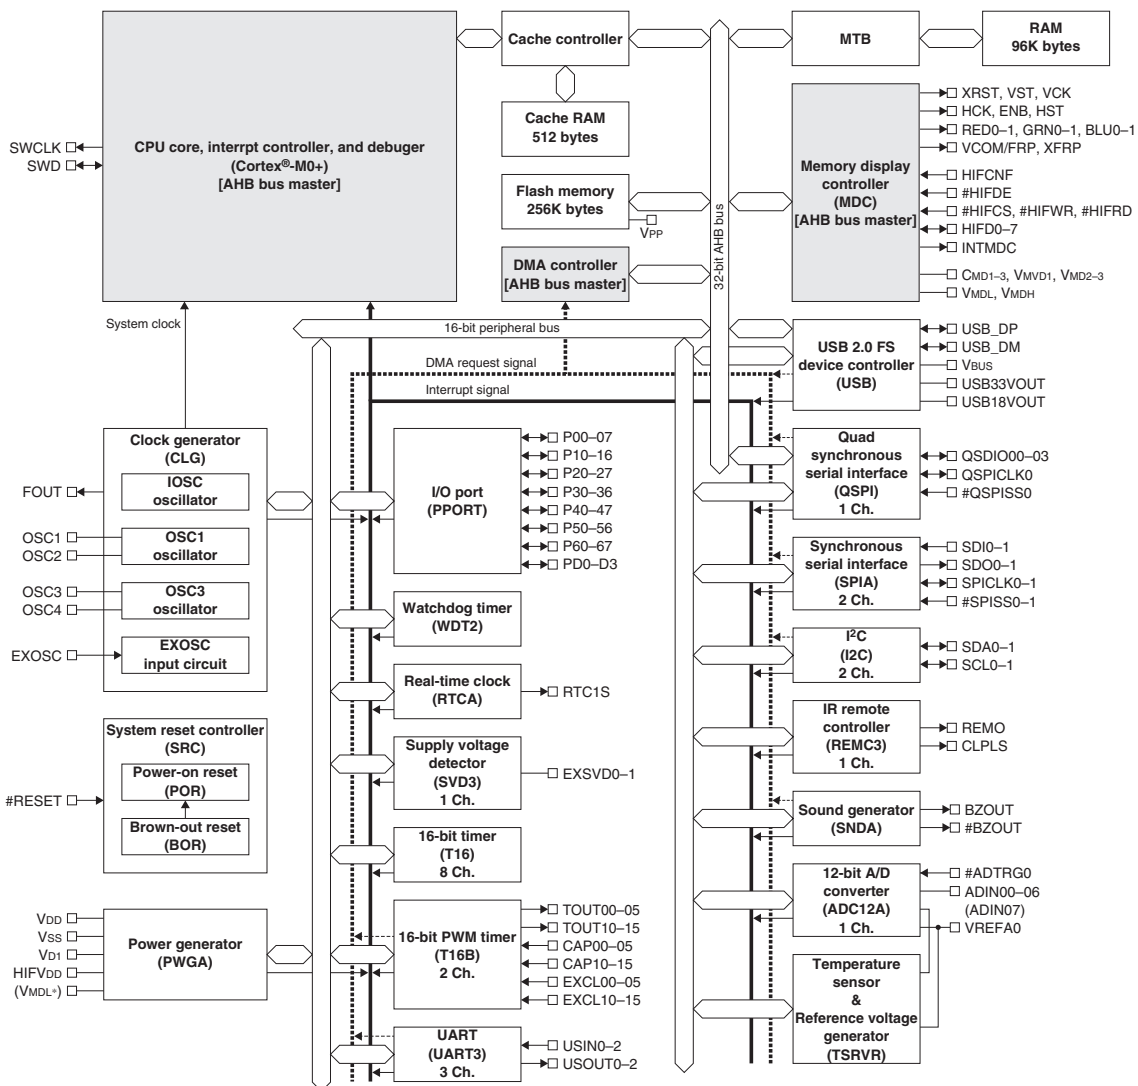 CPU core, interrpt controller, and debuger
(Cortex®-M0+)
[AHB bus master]
SWCLK
SWD
Cache controller
Cache RAM
512 bytes
Flash memory
256K bytes
VPP
DMA controller
[AHB bus master]
32-bit AHB bus
MTB
RAM
96K bytes
Memory display
controller
(MDC)
[AHB bus master]
XRST, VST, VCK
HCK, ENB, HST
RED0–1, GRN0–1, BLU0–1
VCOM/FRP, XFRP
HIFCNF
#HIFDE
#HIFCS, #HIFWR, #HIFRD
HIFD0–7
INTMDC
CMD1–3, VMVD1, VMD2–3
VMDL, VMDH
System clock
16-bit peripheral bus
DMA request signal
Interrupt signal
USB 2.0 FS
device controller
(USB)
USB_DP
USB_DM
VBUS
USB33VOUT
USB18VOUT
Clock generator
(CLG)
IOSC
oscillator
OSC1
oscillator
OSC3
oscillator
EXOSC
input circuit
FOUT
OSC1
OSC2
OSC3
OSC4
EXOSC
I/O port
(PPORT)
P00–07
P10–16
P20–27
P30–36
P40–47
P50–56
P60–67
PD0–D3
Quad
synchronous
serial interface
(QSPI)
1 Ch.
QSDIO00–03
QSPICLK0
#QSPISS0
Synchronous
serial interface
(SPIA)
2 Ch.
SDI0–1
SDO0–1
SPICLK0–1
#SPISS0–1
Watchdog timer
(WDT2)
I²C
(I2C)
2 Ch.
SDA0–1
SCL0–1
Real-time clock
(RTCA)
RTC1S
IR remote
controller
(REMC3)
1 Ch.
REMO
CLPLS
System reset controller
(SRC)
Power-on reset
(POR)
Brown-out reset
(BOR)
#RESET
Supply voltage
detector
(SVD3)
1 Ch.
EXSVD0–1
Sound generator
(SNDA)
BZOUT
#BZOUT
16-bit timer
(T16)
8 Ch.
12-bit A/D
converter
(ADC12A)
1 Ch.
#ADTRG0
ADIN00–06
(ADIN07)
VREFA0
VDD
VSS
VD1
HIFVDD
(VMDL*)
Power generator
(PWGA)
16-bit PWM timer
(T16B)
2 Ch.
TOUT00–05
TOUT10–15
CAP00–05
CAP10–15
EXCL00–05
EXCL10–15
Temperature
sensor
&
Reference voltage
generator
(TSRVR)
UART
(UART3)
3 Ch.
USIN0–2
USOUT0–2